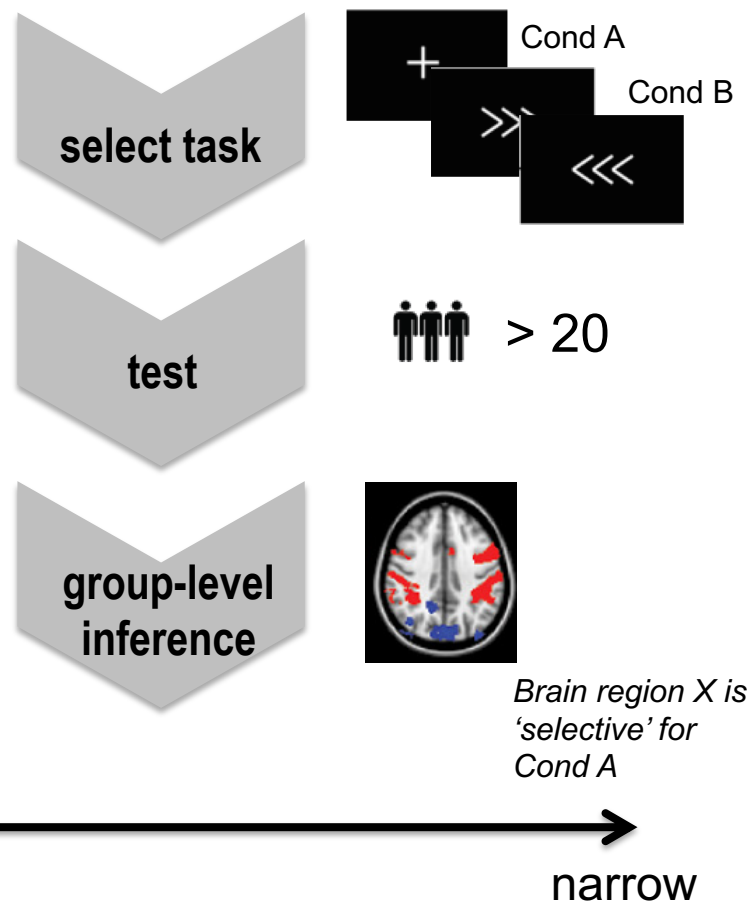 Cond A
Cond B
select task
>>>
<<<
test
> 20
group-level
inference
Brain region X is
‘selective’ for
Cond A
narrow